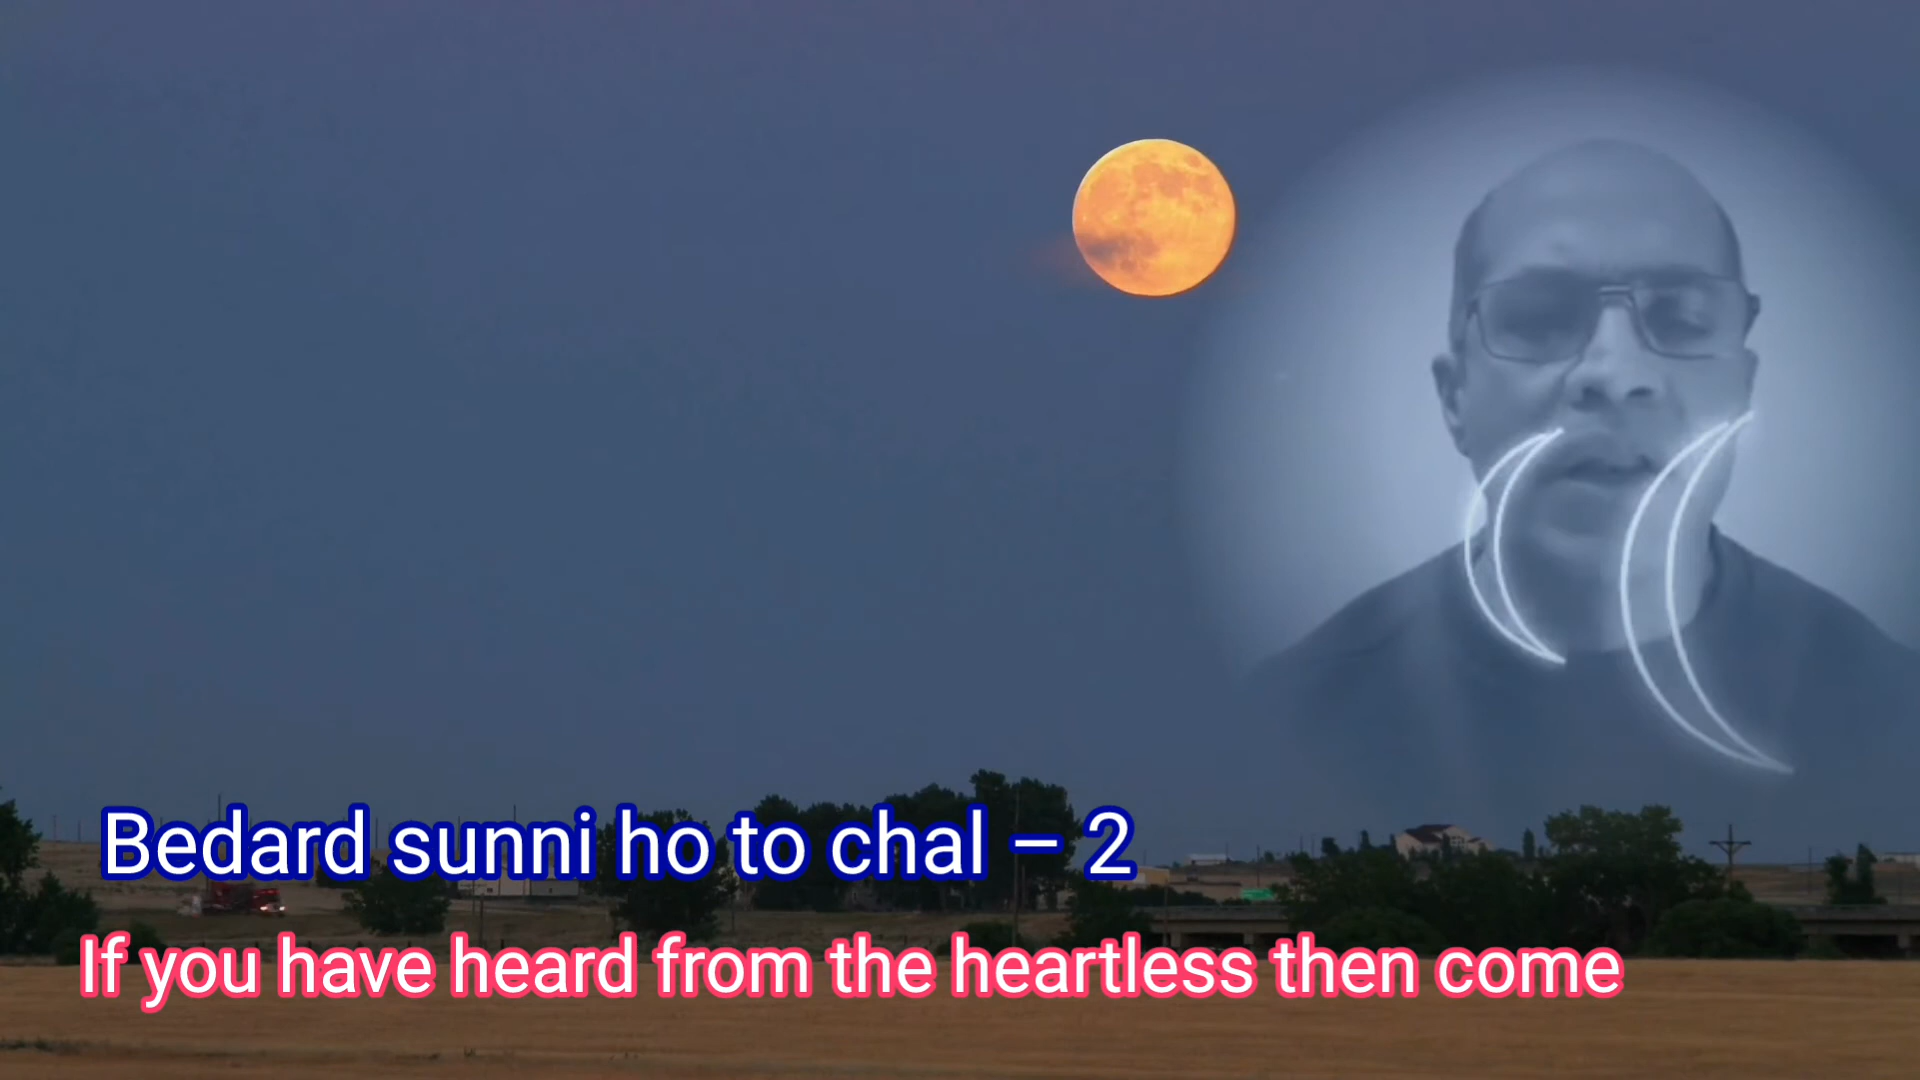 Bedard sunni ho to chal – 2
If you have heard from the heartless then come